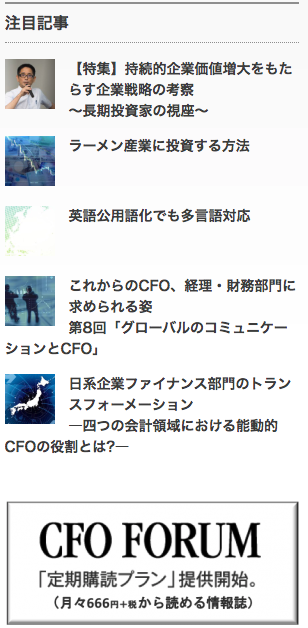 注目記事
【特集】持続的企業価値増大をもた
らす企業戦略の考察
〜長期投資家の視座〜
ラーメン産業に投資する方法
英語公用語化でも多言語対応
これからのCFO、経理・財務部門に
求められる姿
第8回「グローバルのコミュニケー
ションとCFO」
日系企業ファイナンス部門のトラン
スフォーメーション
―四つの会計領域における能動的
CFOの役割とは?―
CFO FORUM
「定期購読プラン」提供開始。
（月々666円+税から読める情報誌）